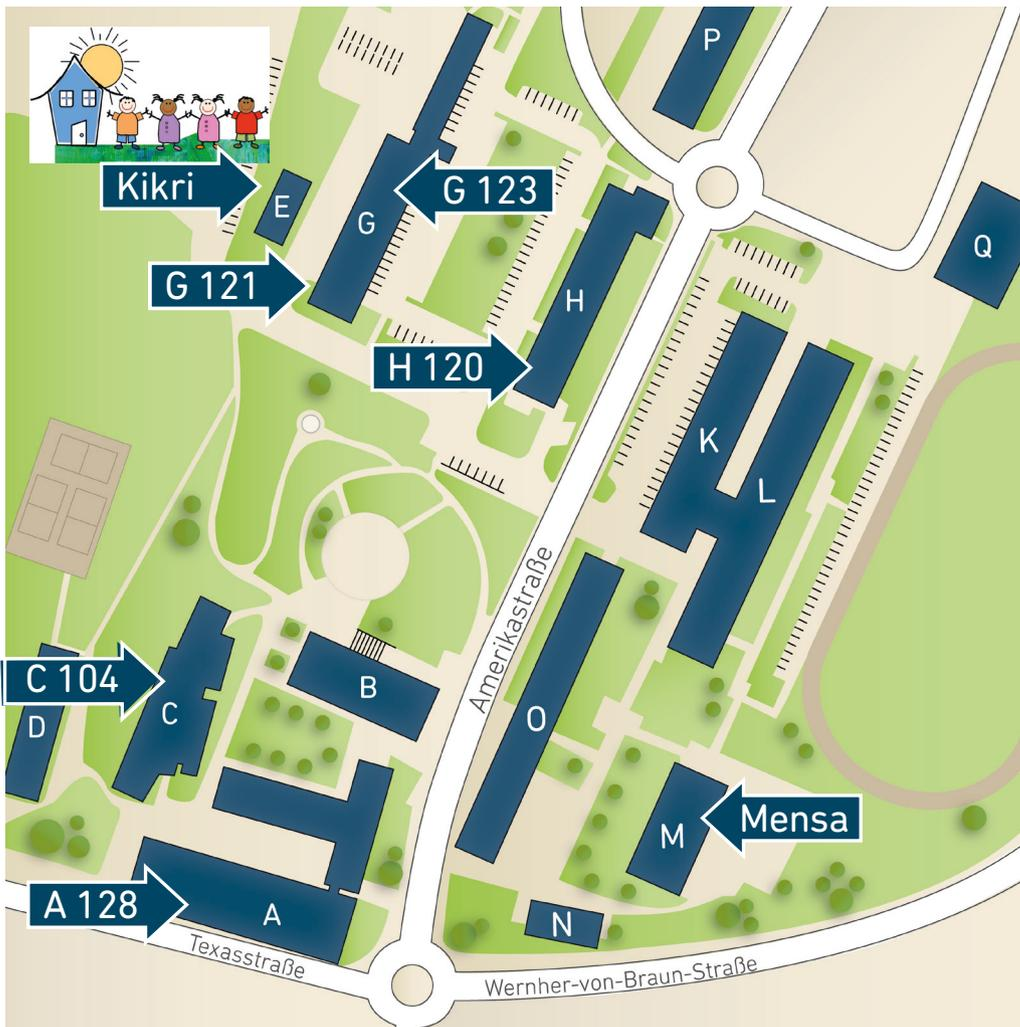 P
Kikri
E
G 123
G
Q
G 121
H
H 120
K
L
Amerikastraße
C 104
B
C
D
O
Mensa
M
A 128
A
N
Texasstraße
Wernher-von-Braun-Straße